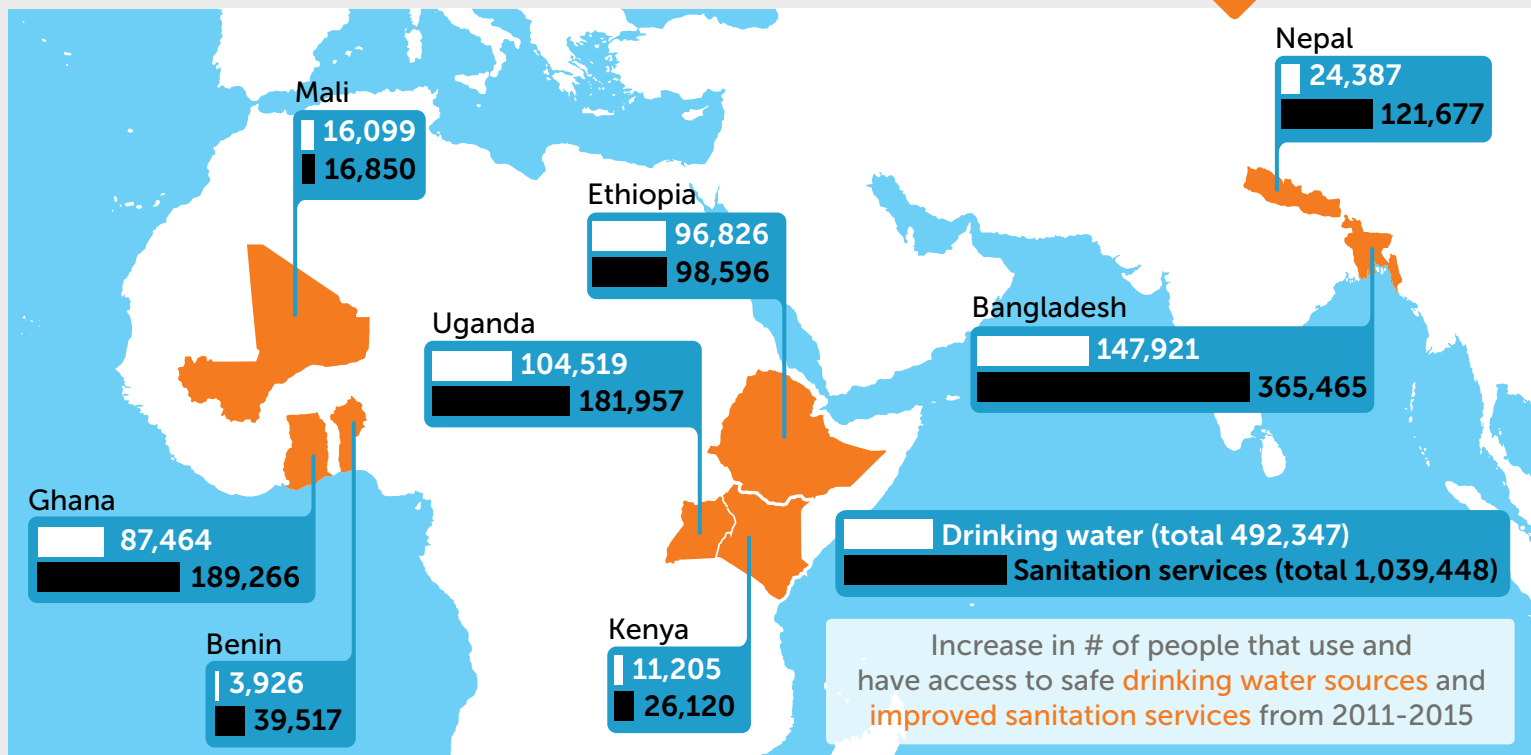 Nepal
24,387
121,677
Mali
16,099
16,850
Ethiopia
96,826
98,596
Bangladesh
147,921
365,465
Uganda
104,519
181,957
Ghana
87,464
189,266
Benin
3,926
39,517
Kenya
11,205
26,120
Drinking water (total 492,347)
Sanitation services (total 1,039,448)
Increase in # of people that use and
have access to safe drinking water sources and
improved sanitation services from 2011-2015